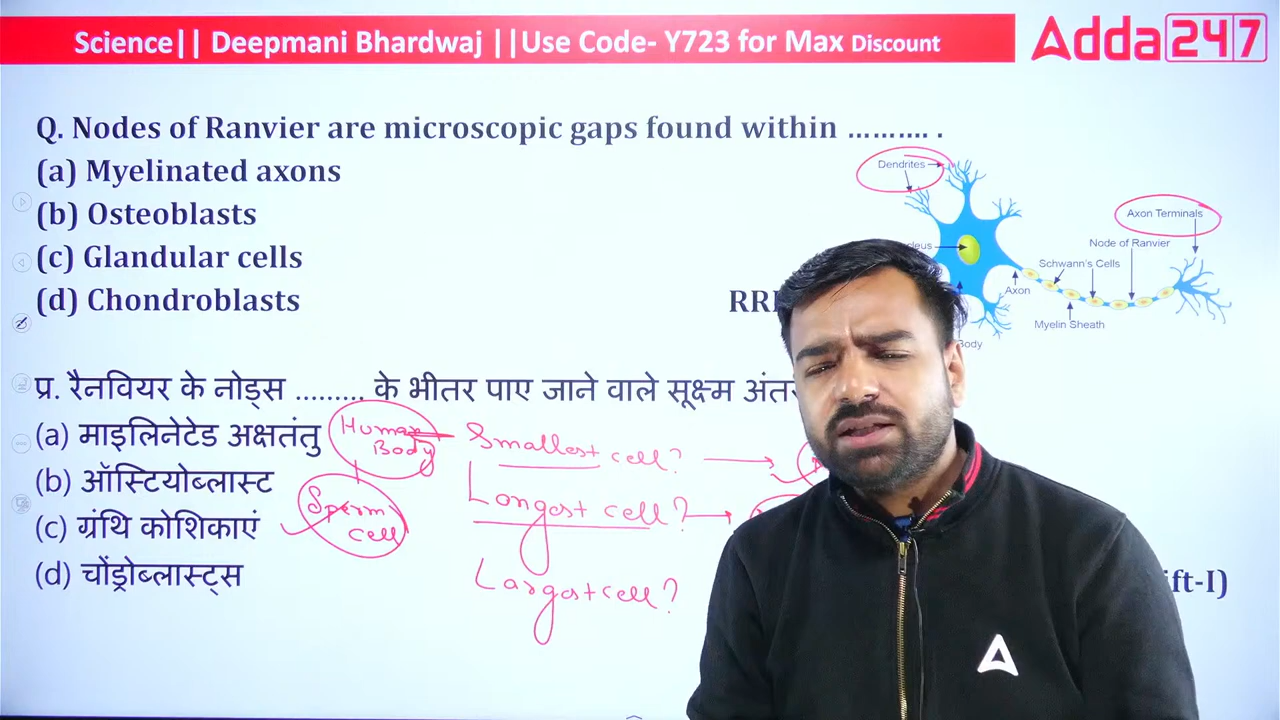 Science|| Deepmani Bhardwaj ||Use Code- Y723 for Max Discount
Adda247
Q. Nodes of Ranvier are microscopic gaps found within ………. .
(a) Myelinated axons
(b) Osteoblasts
(c) Glandular cells
(d) Chondroblasts
Dendrites
Axon Terminals
Node of Ranvier
Schwann's Cells
Axon
Myelin Sheath
Body
प्र. रैनवियर के नोड्स ......... के भीतर पाए जाने वाले सूक्ष्म
(a) माइलिनेटेड अक्षतंतु
(b) ऑस्टियोब्लास्ट
(c) ग्रंथि कोशिकाएं
(d) चोंड्रोब्लास्ट्स
Human Body
Smallest cell?
Sperm cell
Longest cell?
Largest cell?
ift-I)